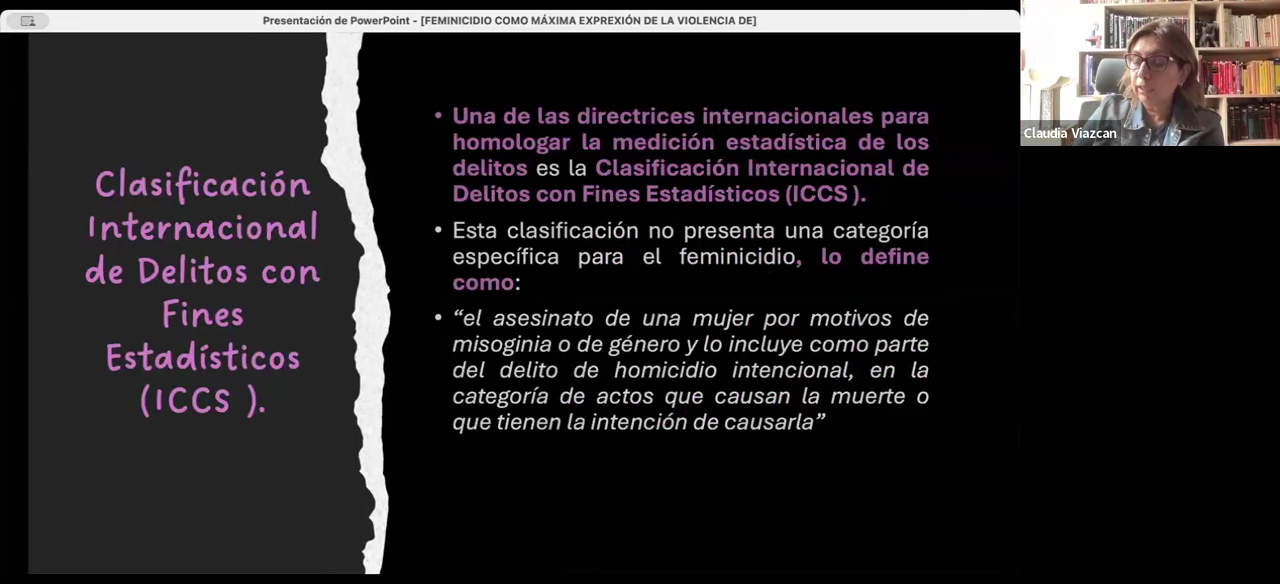 Presentación de PowerPoint - [FEMINICIDIO COMO MÁXIMA EXPREXIÓN DE LA VIOLENCIA DE]
Clasificación
Internacional
de Delitos con
Fines
Estadísticos
(ICCS ).
• Una de las directrices internacionales para
homologar la medición estadística de los
delitos es la Clasificación Internacional de
Delitos con Fines Estadísticos (ICCS ).
• Esta clasificación no presenta una categoría
específica para el feminicidio, lo define
como:
• “el asesinato de una mujer por motivos de
misoginia o de género y lo incluye como parte
del delito de homicidio intencional, en la
categoría de actos que causan la muerte o
que tienen la intención de causarla”
Claudia Viazcan